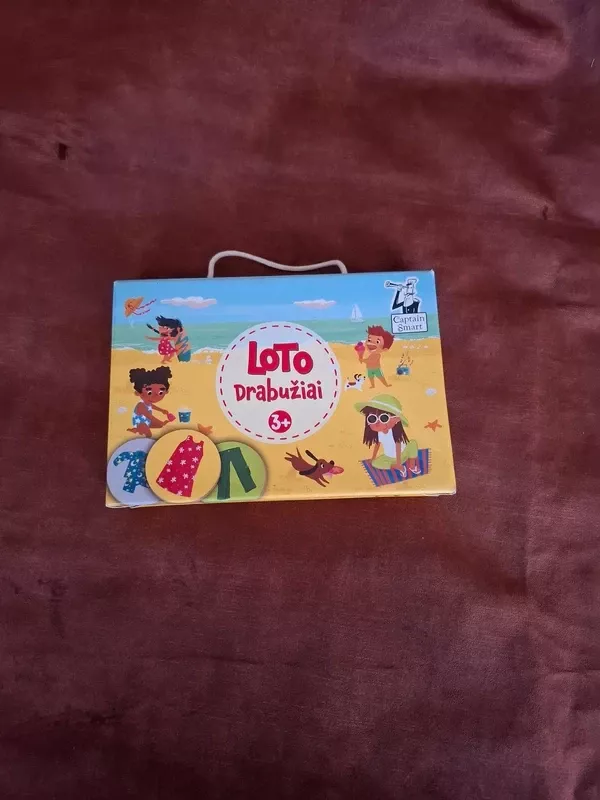 Captain
Smart
LOTO
Drabužiai
3+